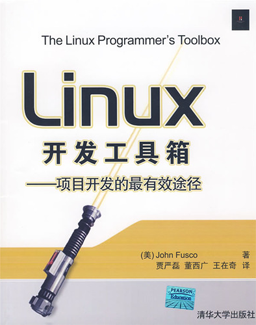 The Linux Programmer's Toolbox
Linux
开发工具箱
——项目开发的最有效途径
(美) John Fusco 著
贾严磊 董西广 王在奇 译
PEARSON
Education
清华大学出版社